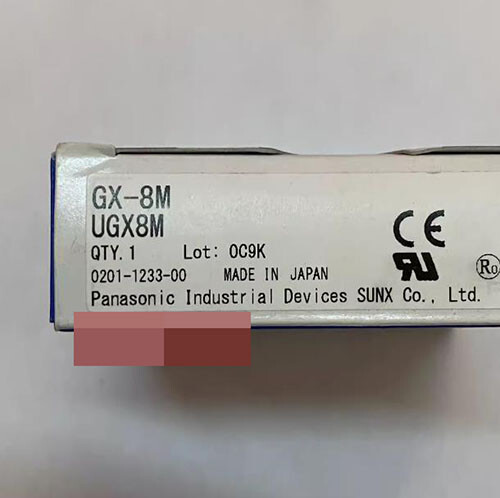 GX-8M
UGX8M
QTY.1 Lot: 0C9K
0201-1233-00 MADE IN JAPAN
Panasonic Industrial Devices SUNX Co., Ltd.
CE